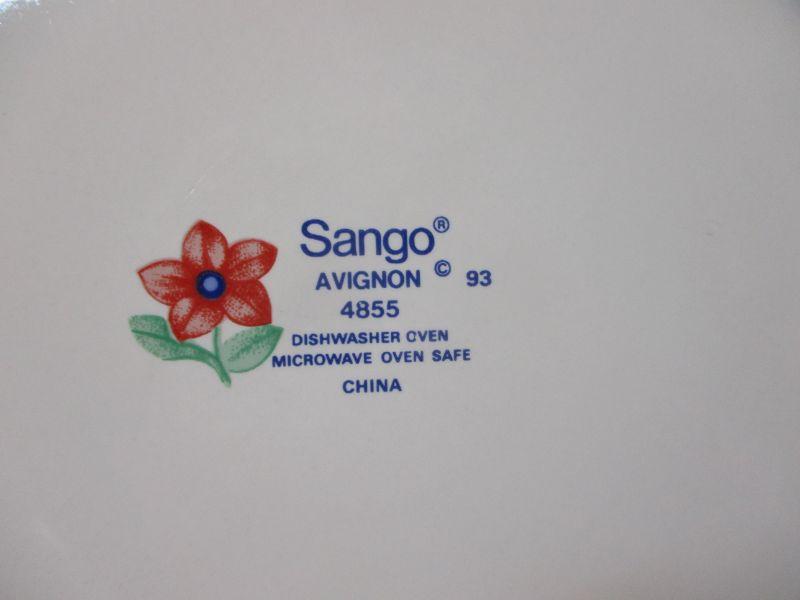 Sango®
AVIGNON © 93
4855
DISHWASHER OVEN
MICROWAVE OVEN SAFE
CHINA